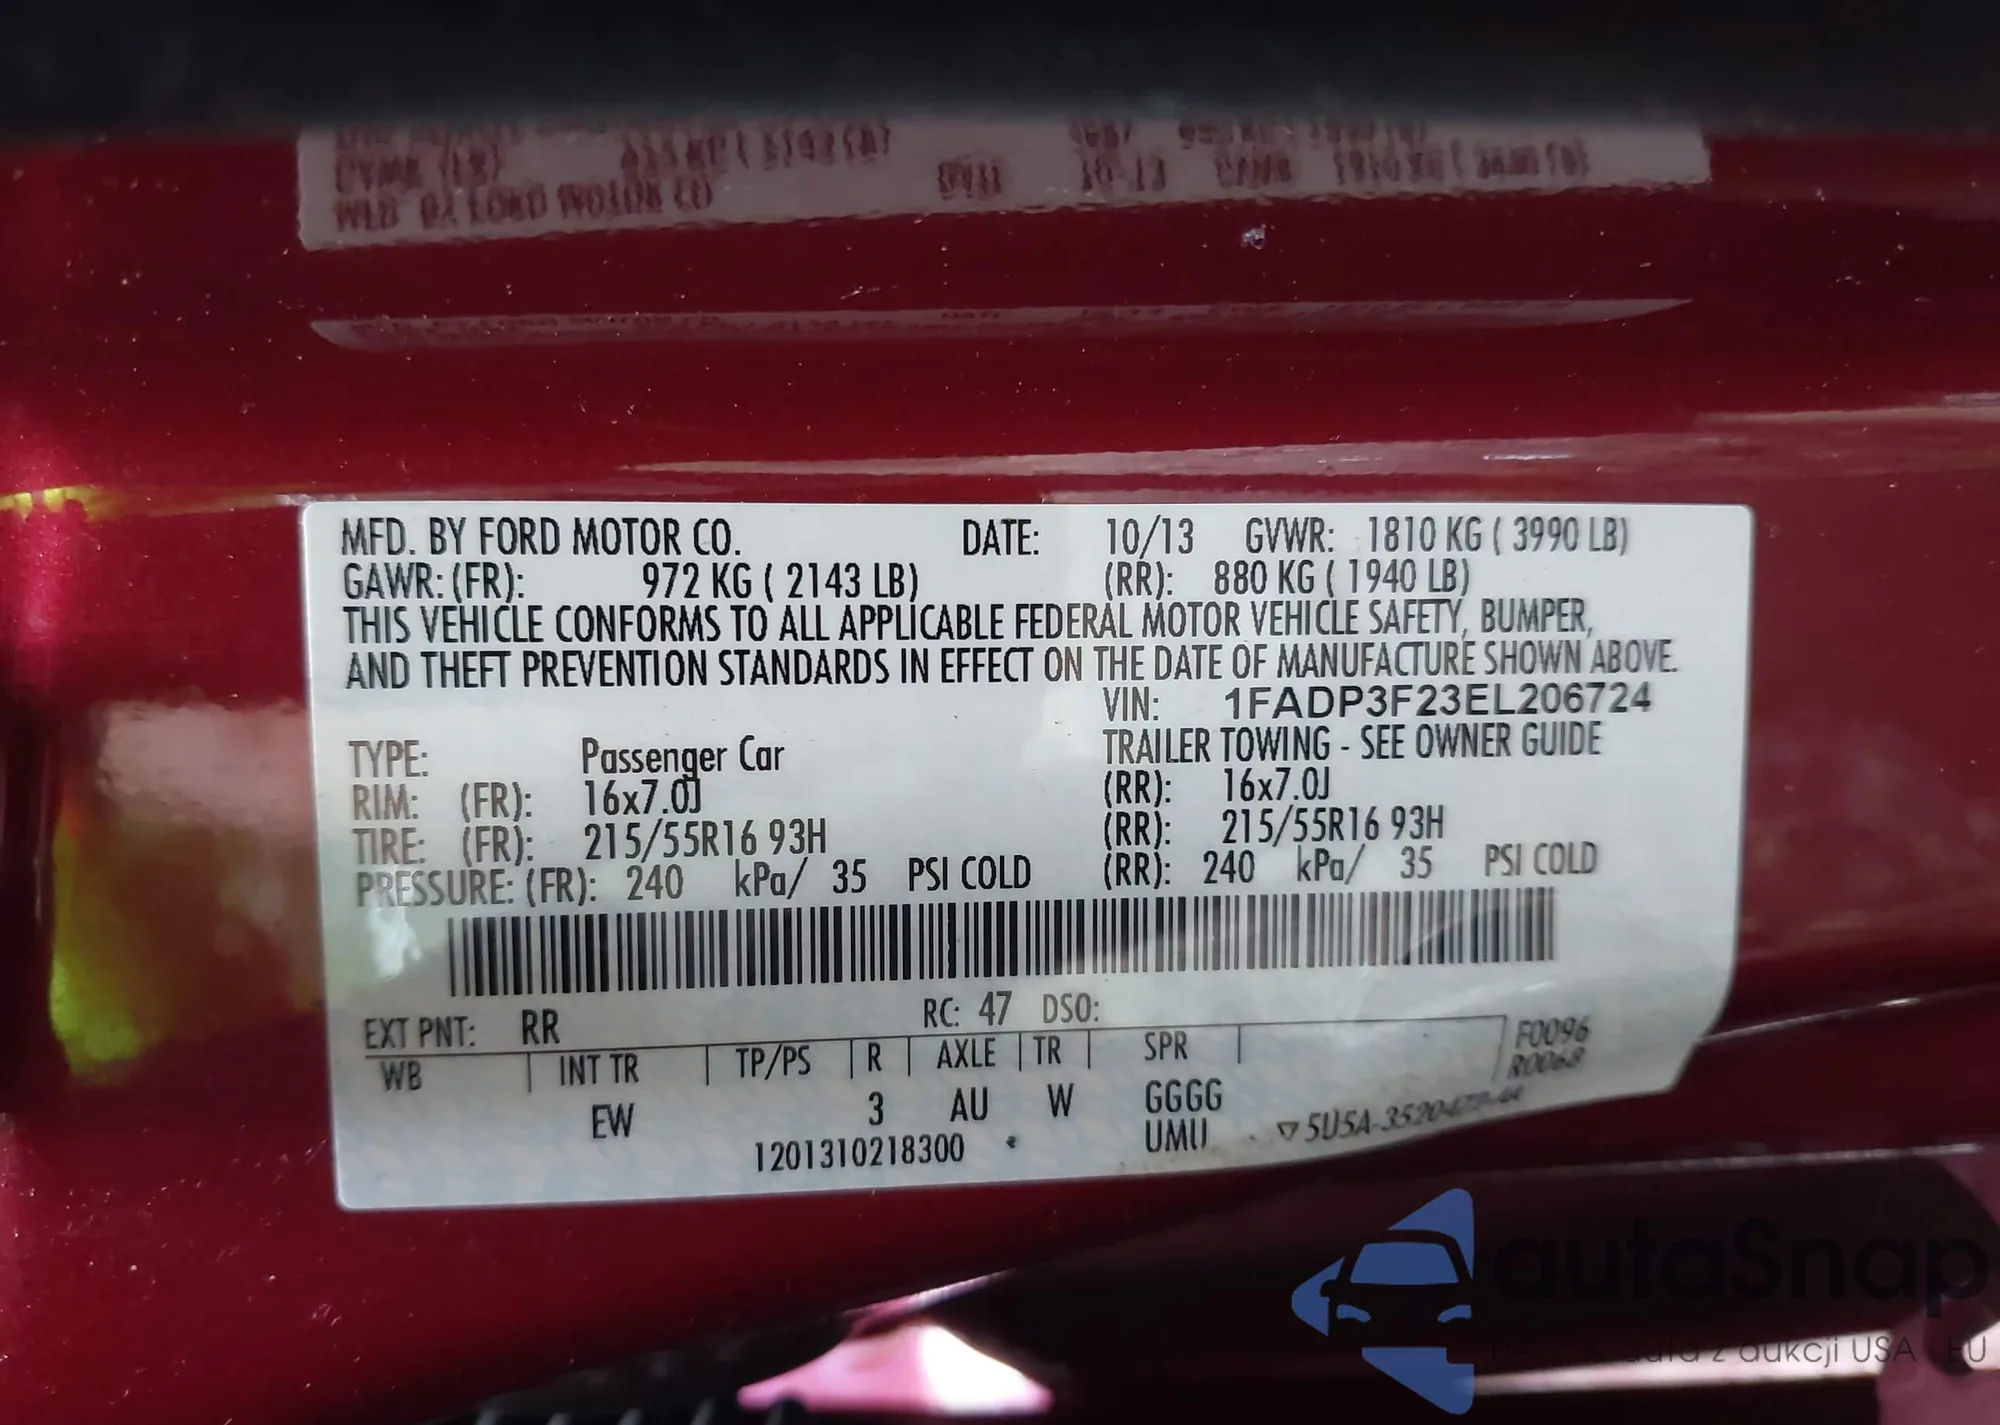 MFD. BY FORD MOTOR CO. DATE: 10/13 GVWR: 1810 KG ( 3990 LB)
GAWR: (FR): 972 KG ( 2143 LB) (RR): 880 KG ( 1940 LB)
THIS VEHICLE CONFORMS TO ALL APPLICABLE FEDERAL MOTOR VEHICLE SAFETY, BUMPER,
AND THEFT PREVENTION STANDARDS IN EFFECT ON THE DATE OF MANUFACTURE SHOWN ABOVE.
VIN: 1FADP3F23EL206724
TYPE: Passenger Car TRAILER TOWING - SEE OWNER GUIDE
RIM: (FR): 16x7.0J (RR): 16x7.0J
TIRE: (FR): 215/55R16 93H (RR): 215/55R16 93H
PRESSURE: (FR): 240 kPa/ 35 PSI COLD (RR): 240 kPa/ 35 PSI COLD
EXT PNT: RR RC: 47 DSO:
WB INT TR TP/PS R AXLE TR SPR F0096
R0068
EW 3 AU W GGGG
1201310218300 * UMU
autaSnap
auta z aukcji USA EU